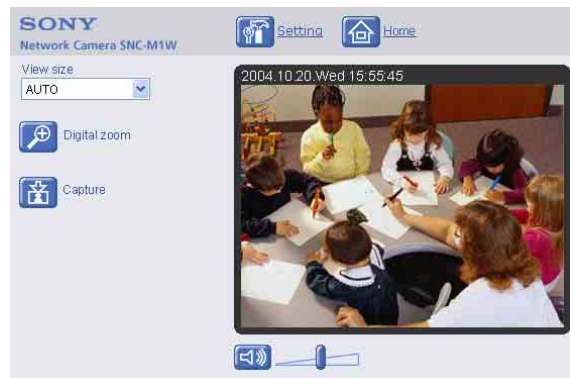 SONY
Network Camera SNC-M1W
Setting
Home
View size
AUTO
Digital zoom
Capture
2004.10.20.Wed 15:55:45